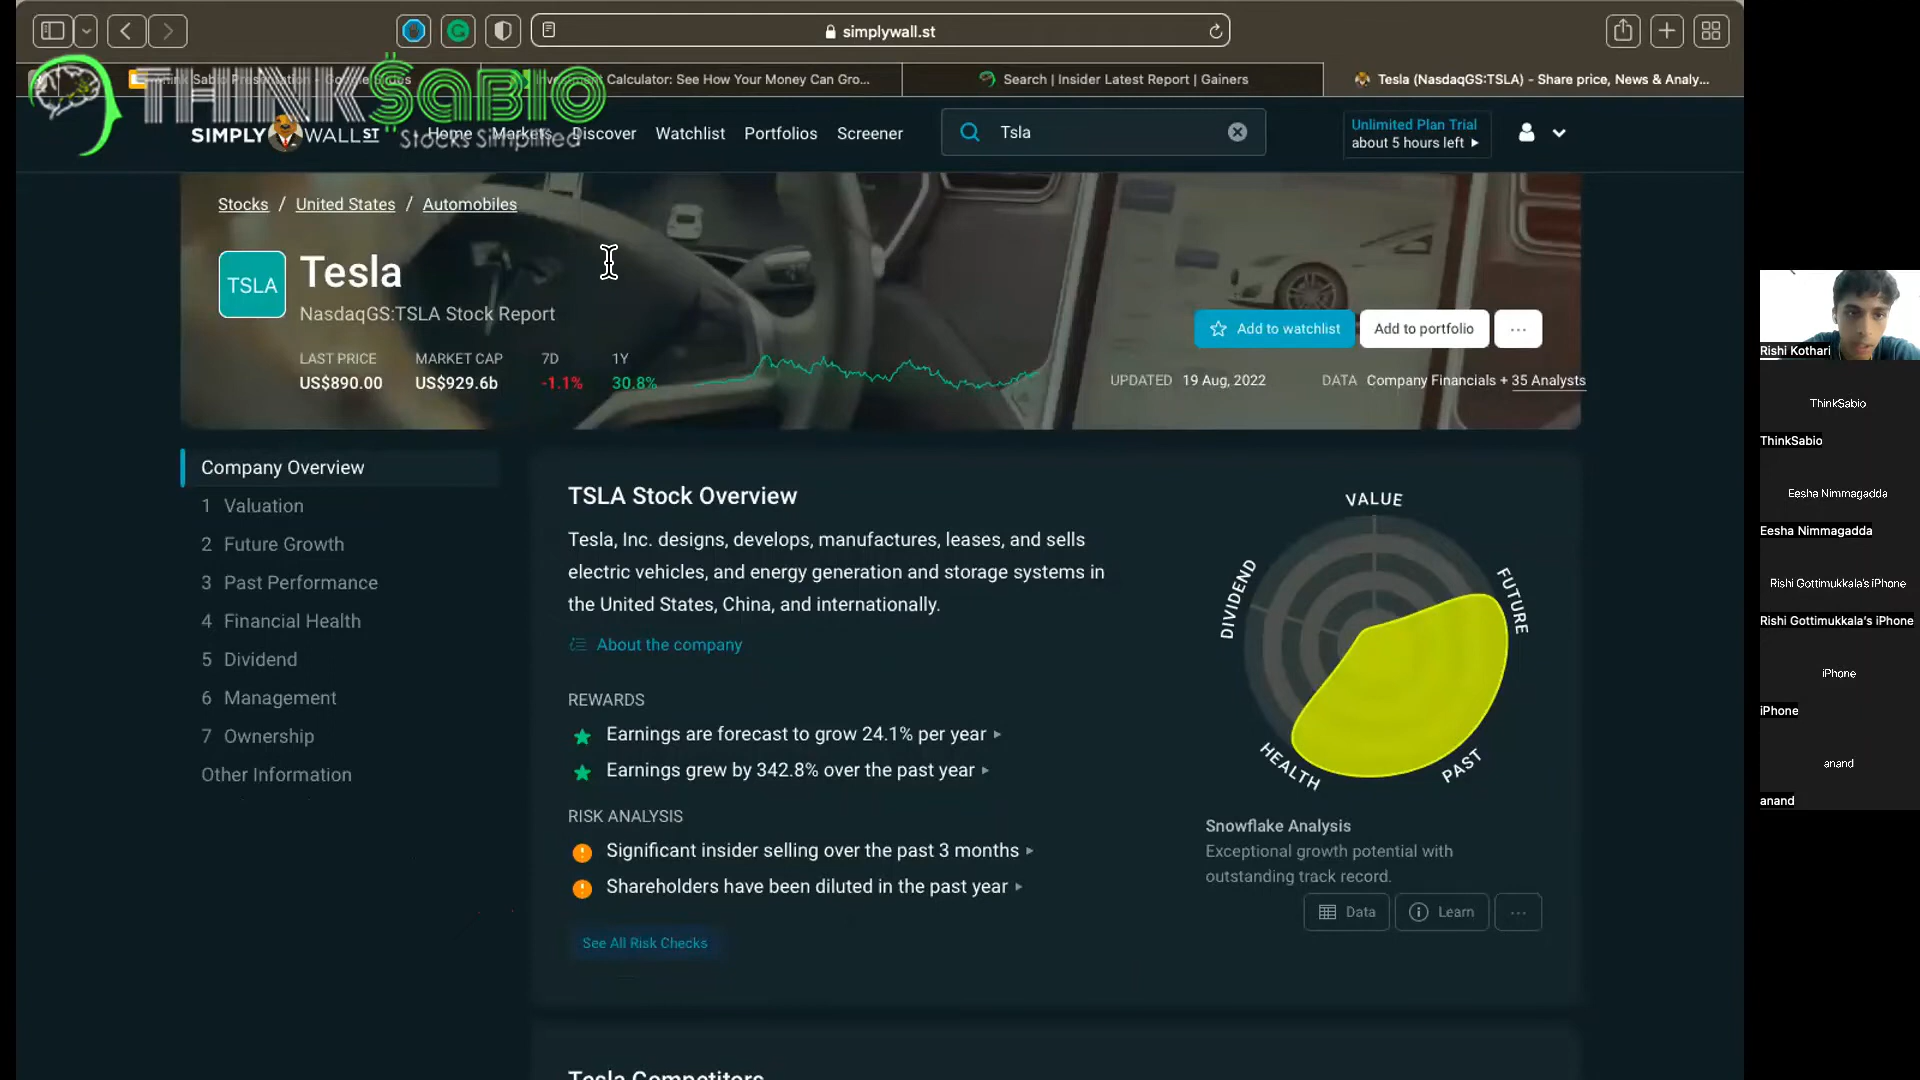 simplywall.st
Calculator: See How Your Money Can Gro...
Search | Insider Latest Report | Gainers
Tesla (NasdaqGS:TSLA) - Share price, News & Analy...
THINK$ABIO
Stocks Simplified
SIMPLY WALL ST
Home
Markets
Discover
Watchlist
Portfolios
Screener
Tsla
Unlimited Plan Trial
about 5 hours left
Stocks / United States / Automobiles
TSLA
Tesla
NasdaqGS:TSLA Stock Report
Add to watchlist
Add to portfolio
...
LAST PRICE
US$890.00
MARKET CAP
US$929.6b
7D
-1.1%
1Y
30.8%
UPDATED 19 Aug, 2022
DATA Company Financials + 35 Analysts
Company Overview
1 Valuation
2 Future Growth
3 Past Performance
4 Financial Health
5 Dividend
6 Management
7 Ownership
Other Information
TSLA Stock Overview
Tesla, Inc. designs, develops, manufactures, leases, and sells
electric vehicles, and energy generation and storage systems in
the United States, China, and internationally.
About the company
REWARDS
Earnings are forecast to grow 24.1% per year
Earnings grew by 342.8% over the past year
RISK ANALYSIS
Significant insider selling over the past 3 months
Shareholders have been diluted in the past year
See All Risk Checks
VALUE
FUTURE
PAST
HEALTH
DIVIDEND
Snowflake Analysis
Exceptional growth potential with
outstanding track record.
Data
Learn
...
Tesla Competitors
Rishi Kothari
ThinkSabio
ThinkSabio
Eesha Nimmagadda
Eesha Nimmagadda
Rishi Gottimukkala's iPhone
Rishi Gottimukkala's iPhone
iPhone
iPhone
anand
anand